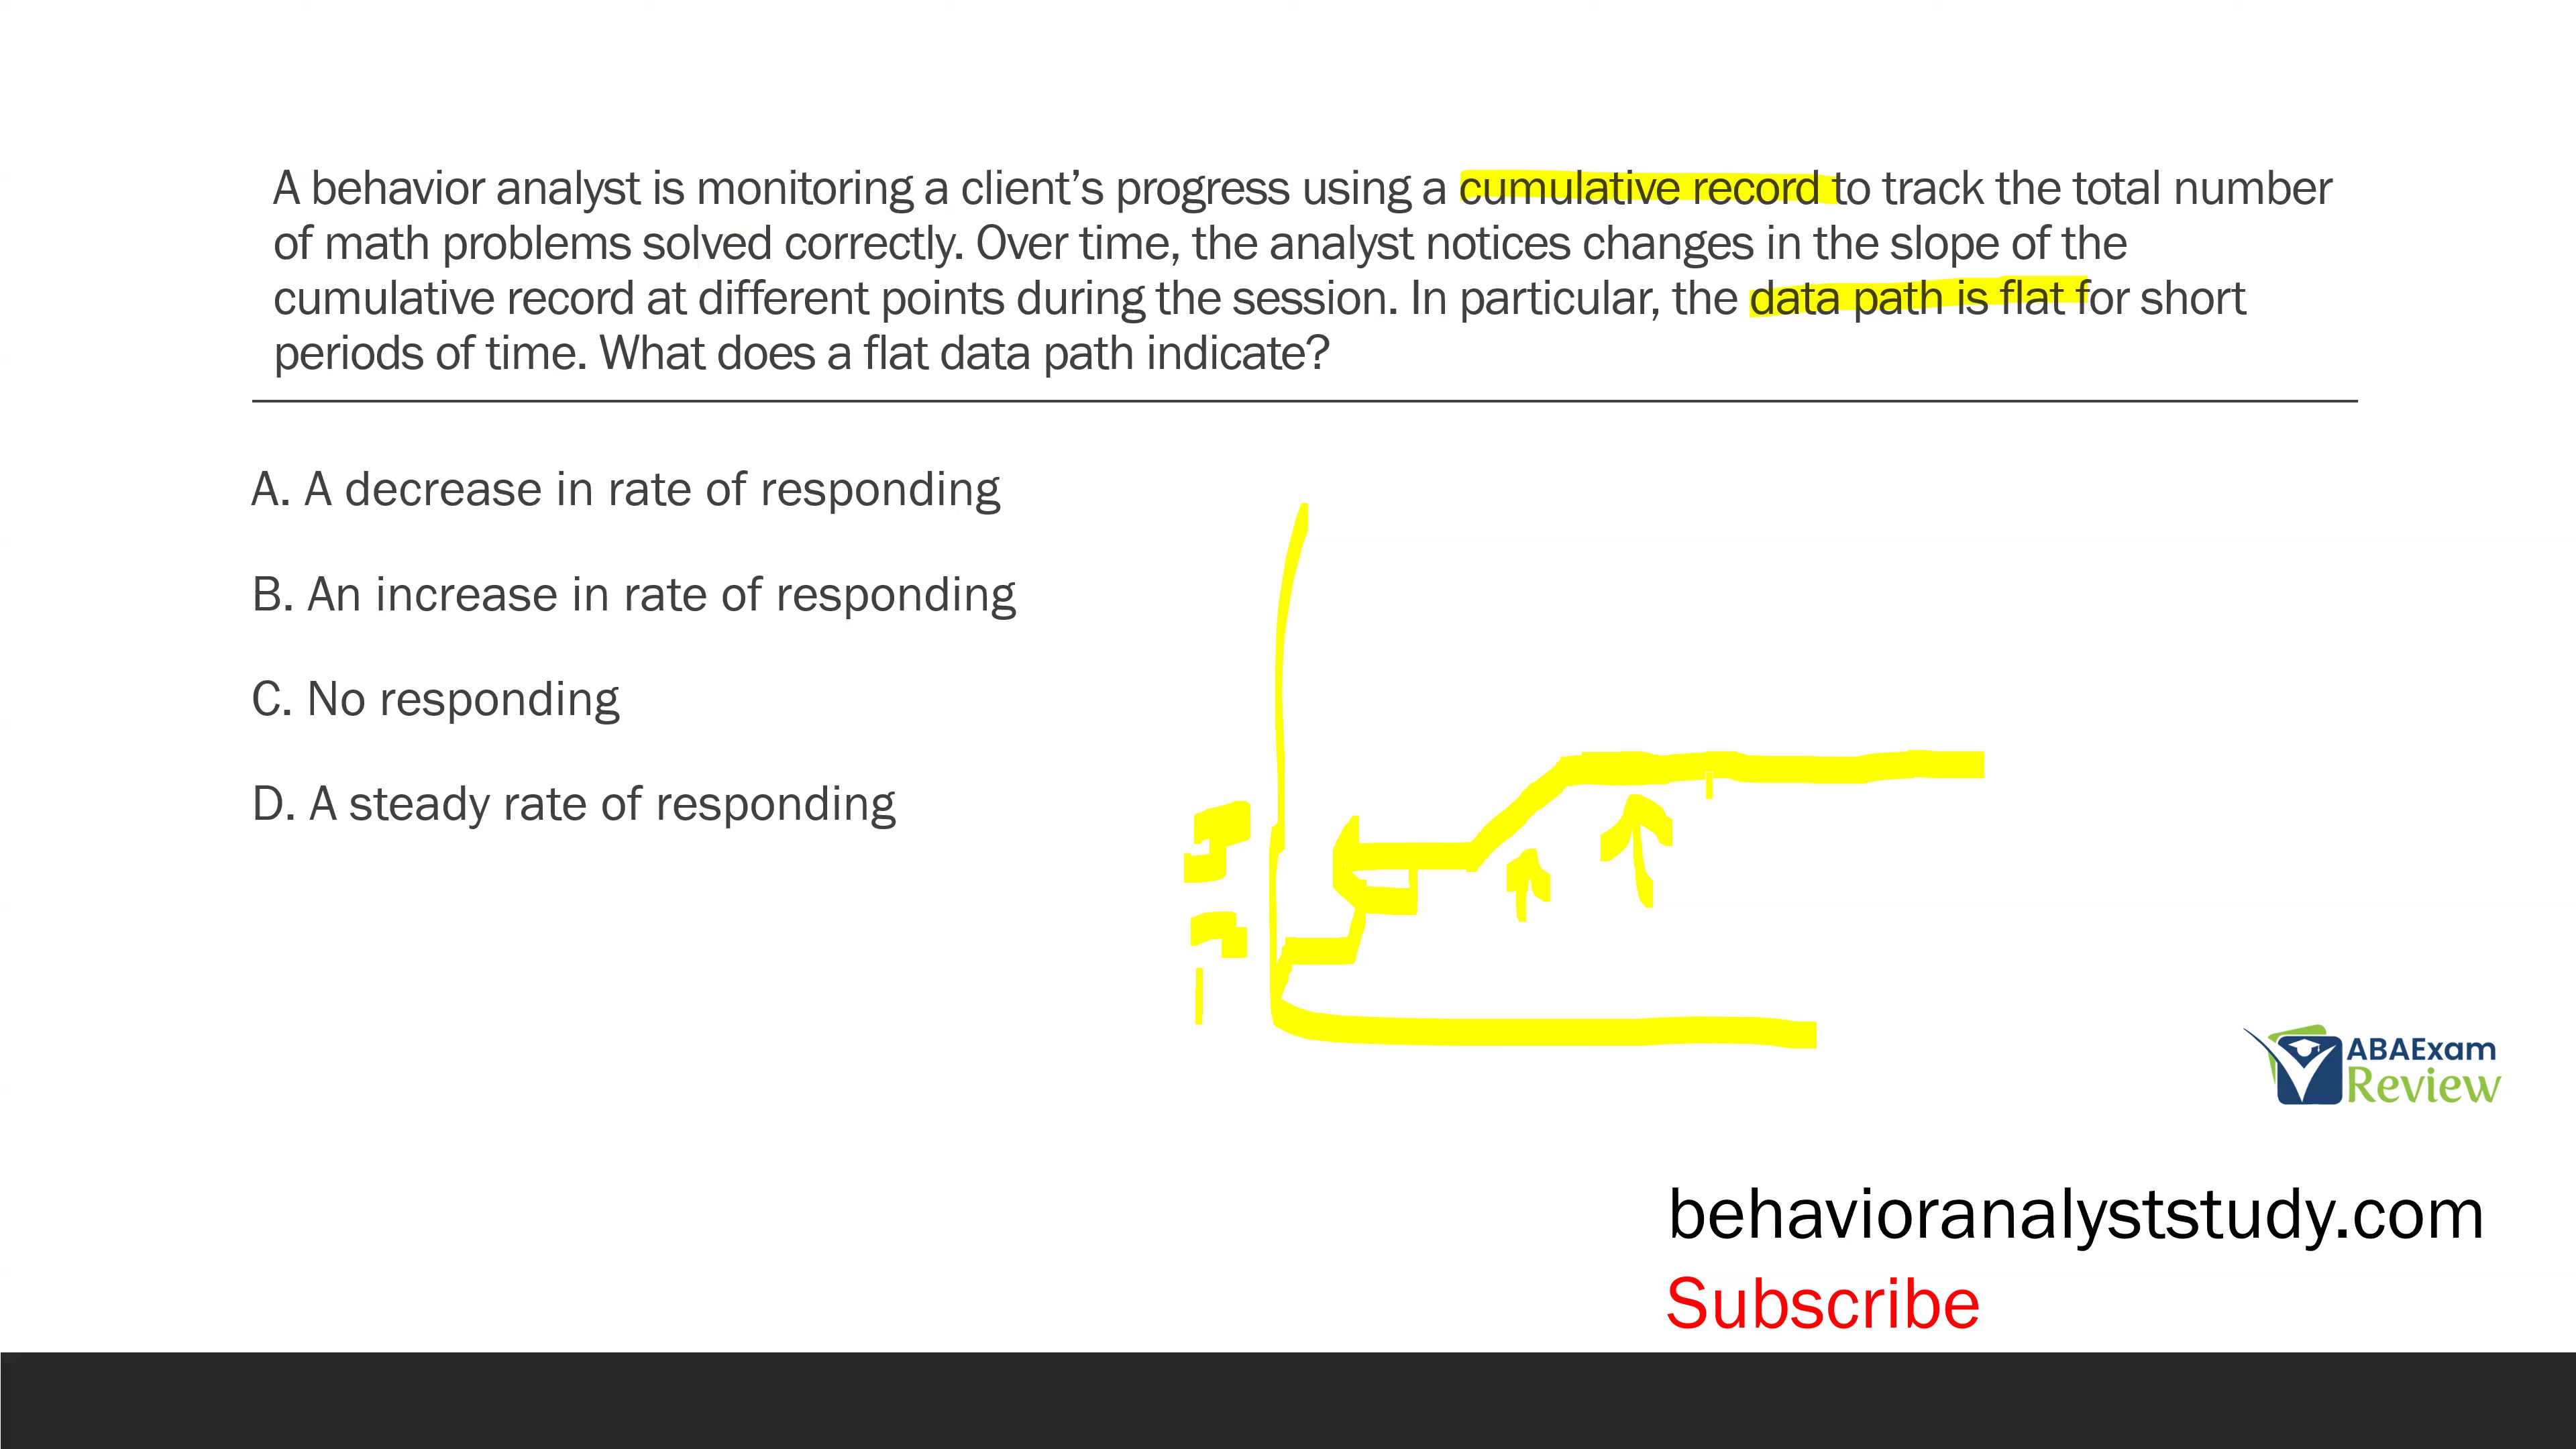 A behavior analyst is monitoring a client’s progress using a cumulative record to track the total number
of math problems solved correctly. Over time, the analyst notices changes in the slope of the
cumulative record at different points during the session. In particular, the data path is flat for short
periods of time. What does a flat data path indicate?
A. A decrease in rate of responding
B. An increase in rate of responding
C. No responding
D. A steady rate of responding
ABAExam
Review
behavioranalyststudy.com
Subscribe